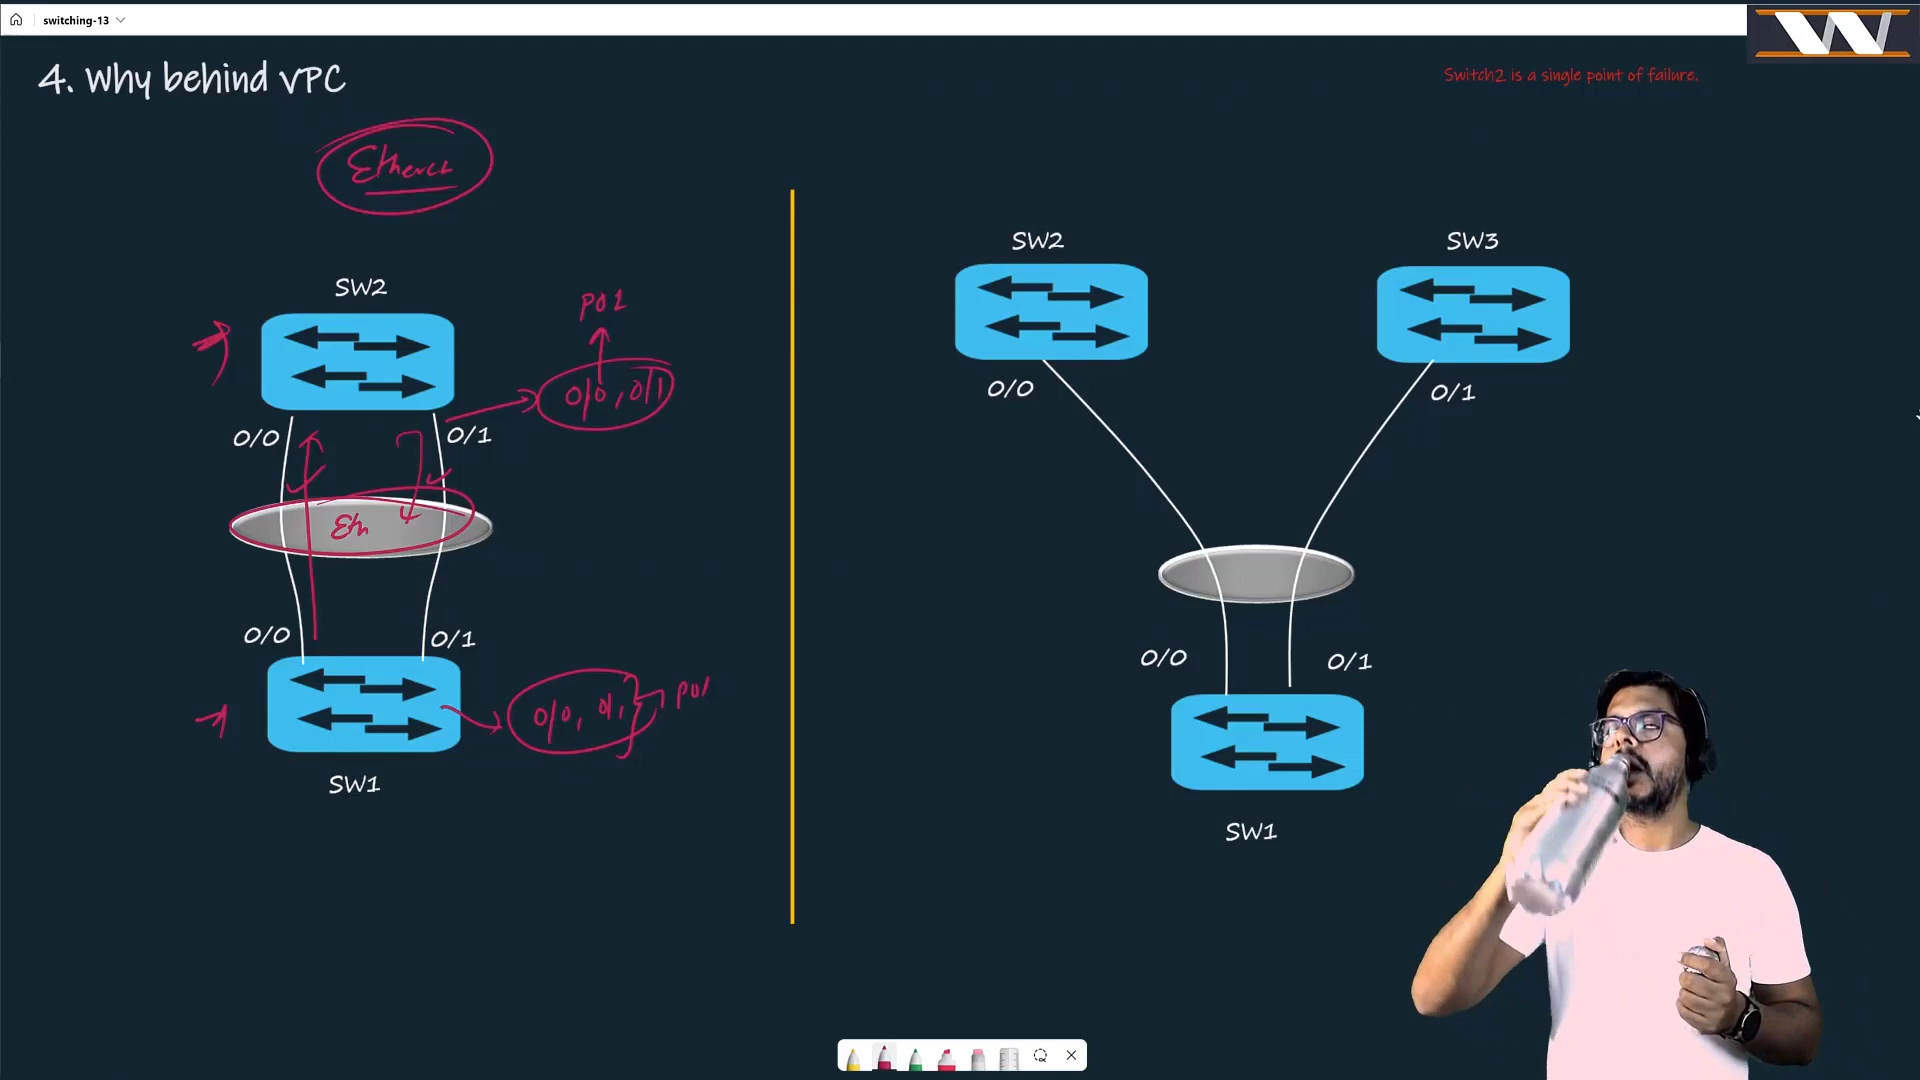 switching-13
4. Why behind VPC
Switch2 is a single point of failure.
Etherch
SW2
PO1
0/0, 0/1
0/0
0/1
Eth
0/0
0/1
0/0, 0/1
PO1
SW1
SW2
SW3
0/0
0/1
0/0
0/1
SW1